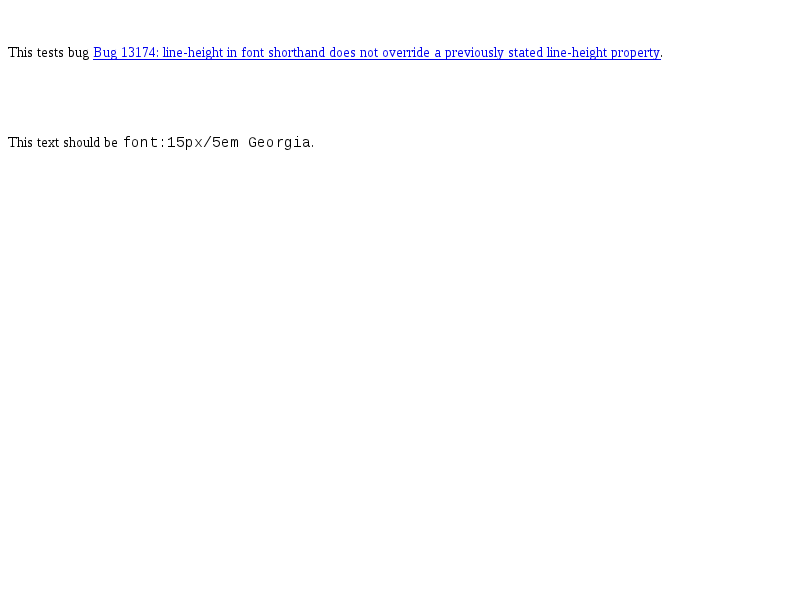 This tests bug Bug 13174: line-height in font shorthand does not override a previously stated line-height property.
This text should be font:15px/5em Georgia.